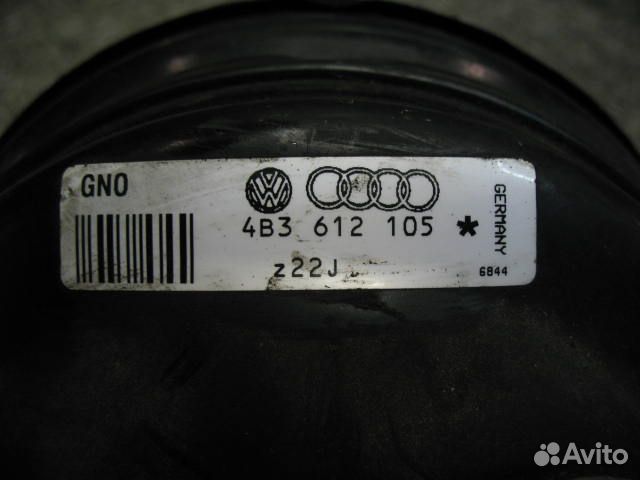 GNO
4B3 612 105 *
z22J
GERMANY
6844
Avito